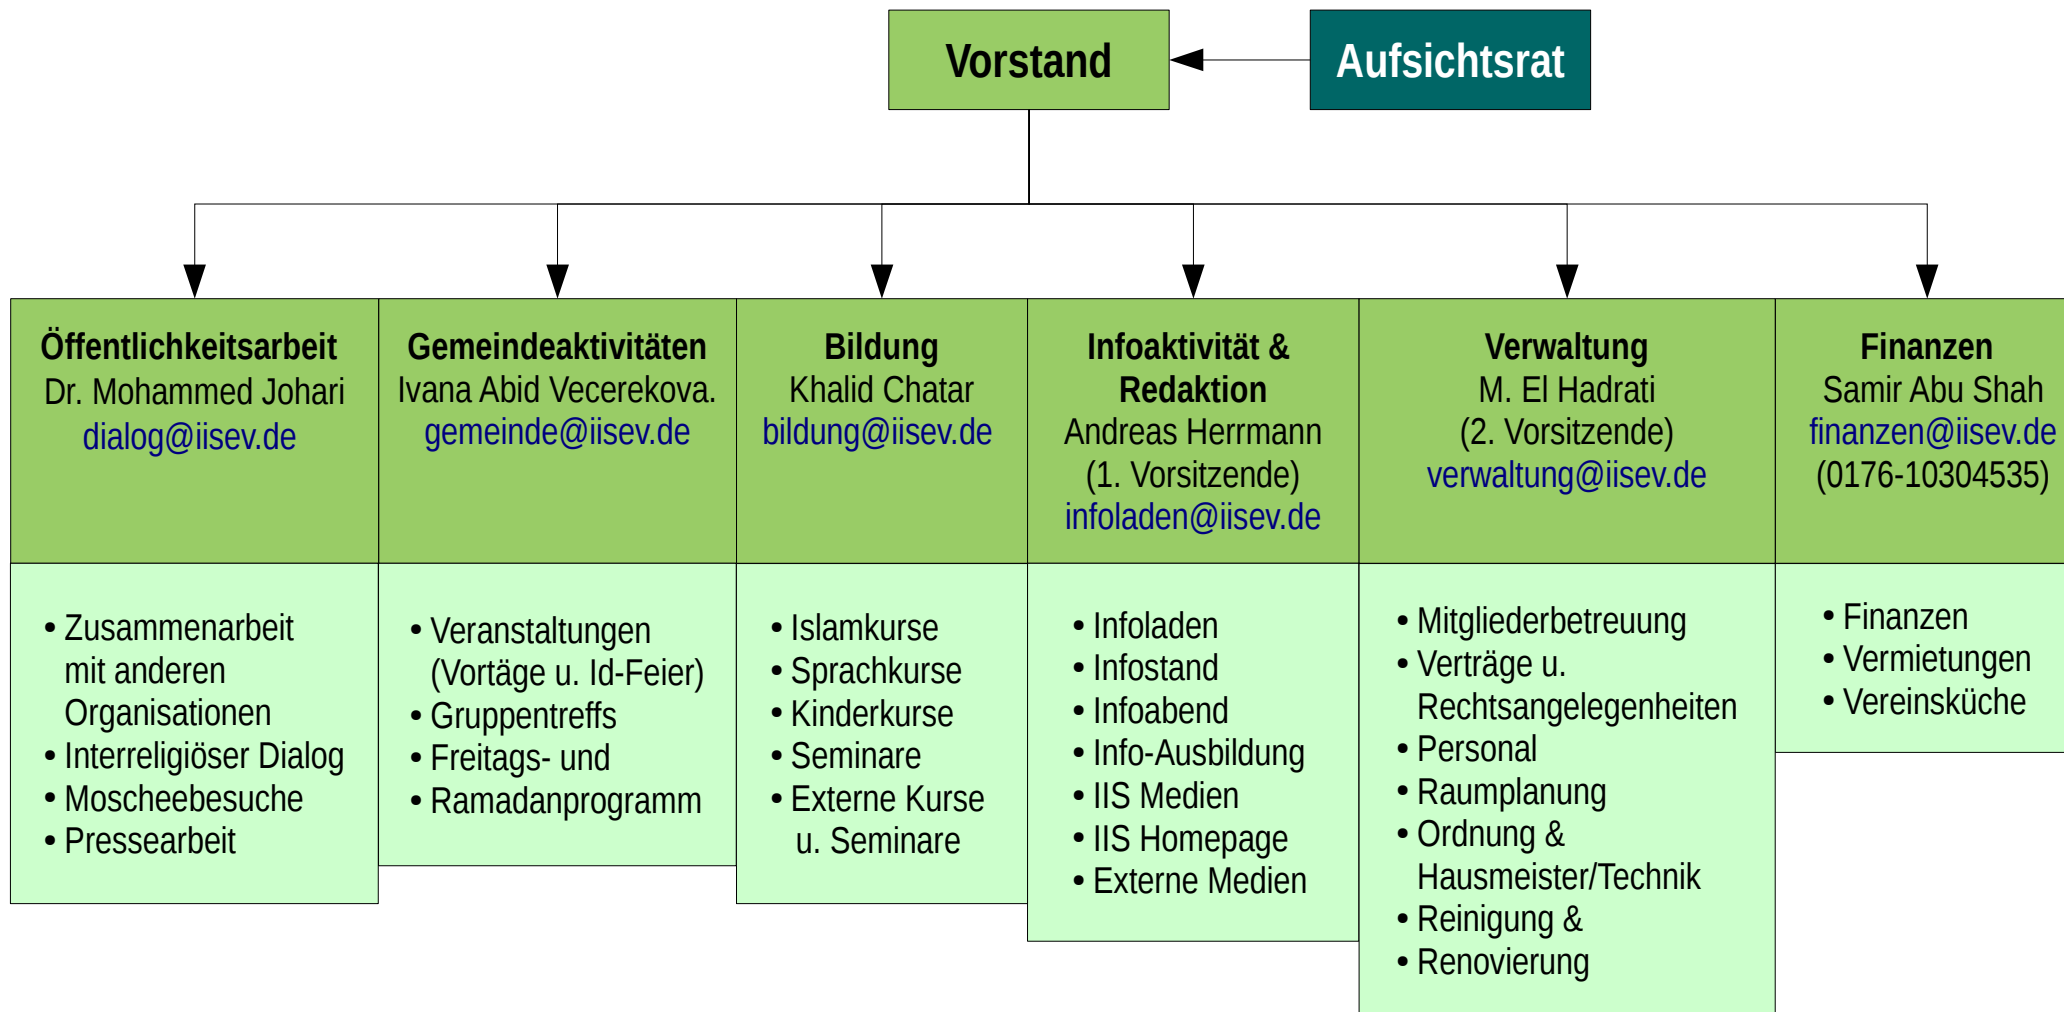 Vorstand
Aufsichtsrat
Öffentlichkeitsarbeit
Dr. Mohammed Johari
dialog@iisev.de
Gemeindeaktivitäten
Ivana Abid Vecerekova.
gemeinde@iisev.de
Bildung
Khalid Chatar
bildung@iisev.de
Infoaktivität &
Redaktion
Andreas Herrmann
(1. Vorsitzende)
infoladen@iisev.de
Verwaltung
M. El Hadrati
(2. Vorsitzende)
verwaltung@iisev.de
Finanzen
Samir Abu Shah
finanzen@iisev.de
(0176-10304535)
• Zusammenarbeit
mit anderen
Organisationen
• Interreligiöser Dialog
• Moscheebesuche
• Pressearbeit
• Veranstaltungen
(Vortäge u. Id-Feier)
• Gruppentreffs
• Freitags- und
• Ramadanprogramm
• Islamkurse
• Sprachkurse
• Kinderkurse
• Seminare
• Externe Kurse
u. Seminare
• Infoladen
• Infostand
• Infoabend
• Info-Ausbildung
• IIS Medien
• IIS Homepage
• Externe Medien
• Mitgliederbetreuung
• Verträge u.
Rechtsangelegenheiten
• Personal
• Raumplanung
• Ordnung &
Hausmeister/Technik
• Reinigung &
• Renovierung
• Finanzen
• Vermietungen
• Vereinsküche